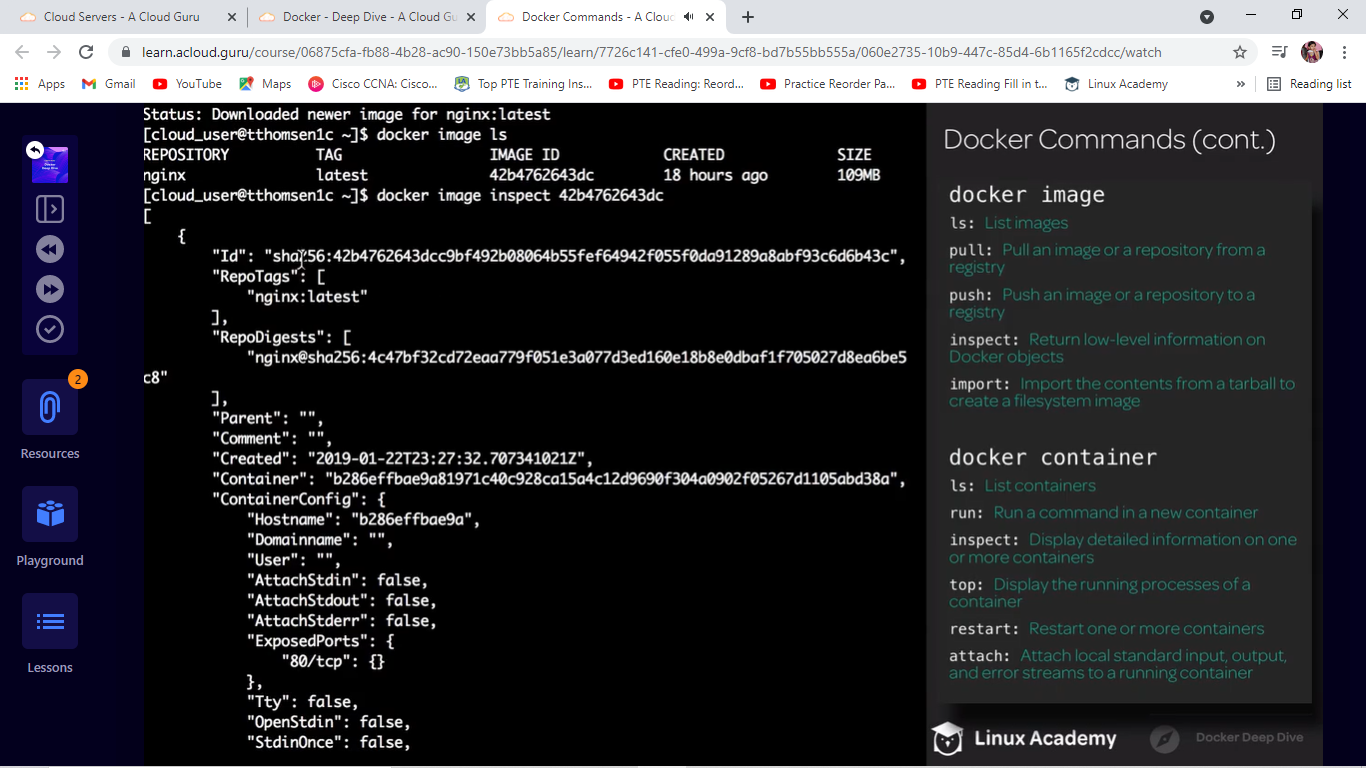 Cloud Servers - A Cloud Guru
Docker - Deep Dive - A Cloud Gu
Docker Commands - A Cloud
learn.acloud.guru/course/06875cfa-fb88-4b28-ac90-150e73bb5a85/learn/7726c141-cfe0-499a-9cf8-bd7b55bb555a/060e2735-10b9-447c-85d4-6b1165f2cdcc/watch
Apps
Gmail
YouTube
Maps
Cisco CCNA: Cisco...
Top PTE Training Ins...
PTE Reading: Reord...
Practice Reorder Pa...
PTE Reading Fill in t...
Linux Academy
»
Reading list
2
Resources
Playground
Lessons
Status: Downloaded newer image for nginx:latest
[cloud_user@tthomsen1c ~]$ docker image ls
REPOSITORY TAG IMAGE ID CREATED SIZE
nginx latest 42b4762643dc 18 hours ago 109MB
[cloud_user@tthomsen1c ~]$ docker image inspect 42b4762643dc
[
{
"Id": "sha256:42b4762643dcc9bf492b08064b55fef64942f055f0da91289a8abf93c6d6b43c",
"RepoTags": [
"nginx:latest"
],
"RepoDigests": [
"nginx@sha256:4c47bf32cd72eaa779f051e3a077d3ed160e18b8e0dbaf1f705027d8ea6be5
c8"
],
"Parent": "",
"Comment": "",
"Created": "2019-01-22T23:27:32.707341021Z",
"Container": "b286effbae9a81971c40c928ca15a4c12d9690f304a0902f05267d1105abd38a",
"ContainerConfig": {
"Hostname": "b286effbae9a",
"Domainname": "",
"User": "",
"AttachStdin": false,
"AttachStdout": false,
"AttachStderr": false,
"ExposedPorts": {
"80/tcp": {}
},
"Tty": false,
"OpenStdin": false,
"StdinOnce": false,
Docker Commands (cont.)
docker image
ls: List images
pull: Pull an image or a repository from a
registry
push: Push an image or a repository to a
registry
inspect: Return low-level information on
Docker objects
import: Import the contents from a tarball to
create a filesystem image
docker container
ls: List containers
run: Run a command in a new container
inspect: Display detailed information on one
or more containers
top: Display the running processes of a
container
restart: Restart one or more containers
attach: Attach local standard input, output,
and error streams to a running container
Linux Academy
Docker Deep Dive